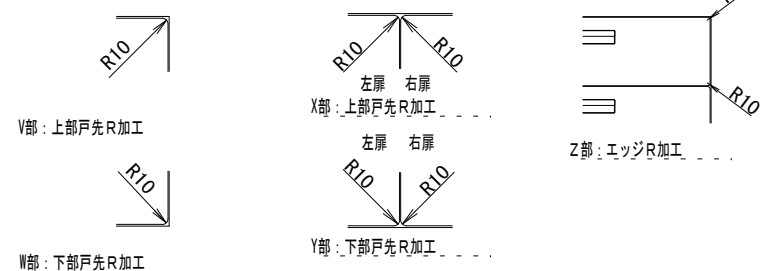 R10
V部：上部戸先R加工
R10
W部：下部戸先R加工
R10 R10
左扉 右扉
X部：上部戸先R加工
左扉 右扉
R10 R10
Y部：下部戸先R加工
R10
Z部：エッジR加工